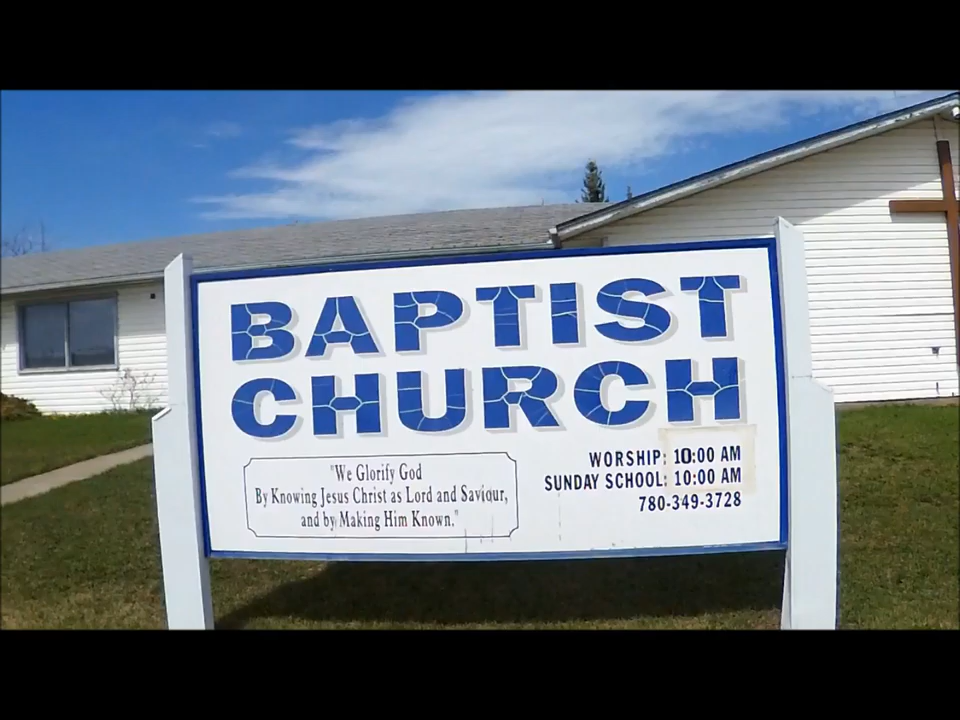 BAPTIST
CHURCH
"We Glorify God
By Knowing Jesus Christ as Lord and Saviour,
and by Making Him Known."
WORSHIP: 10:00 AM
SUNDAY SCHOOL: 10:00 AM
780-349-3728